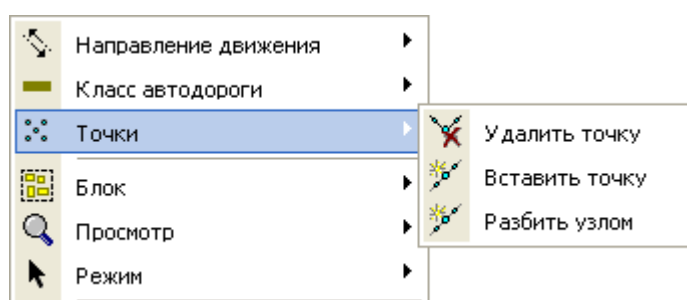 Направление движения
Класс автодороги
Точки
Удалить точку
Вставить точку
Разбить узлом
Блок
Просмотр
Режим